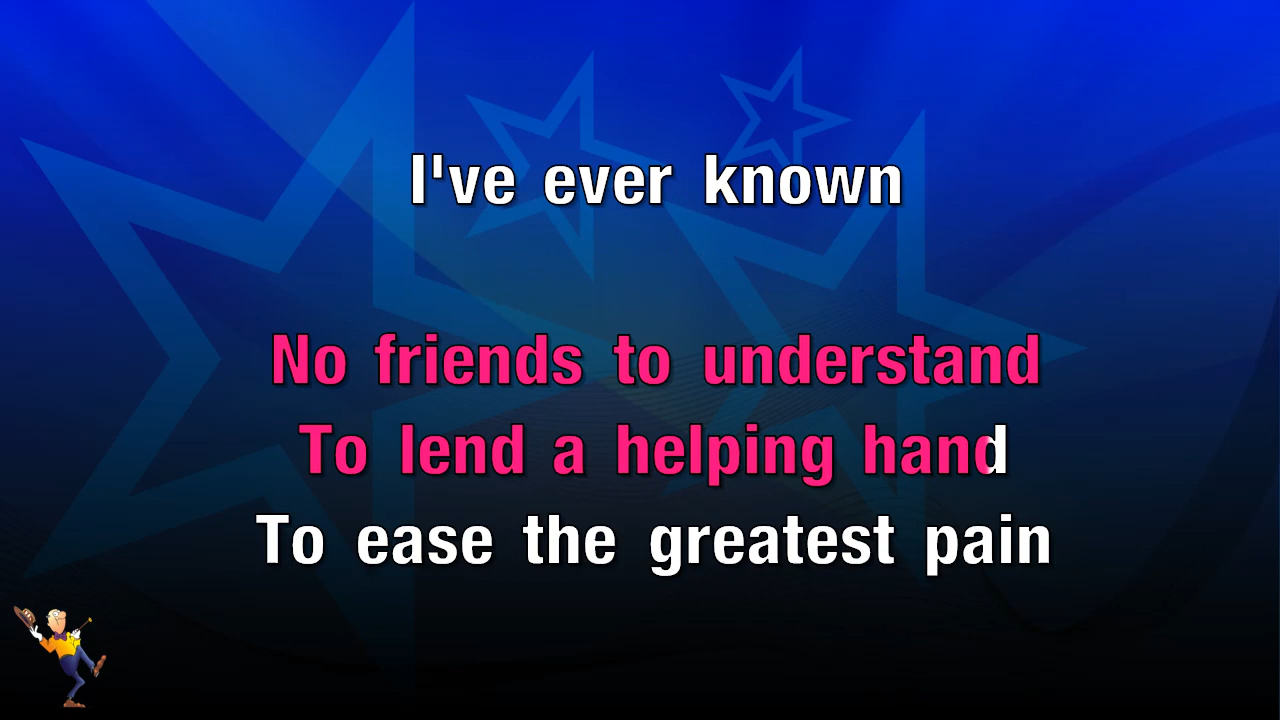 I've ever known
No friends to understand
To lend a helping hand
To ease the greatest pain